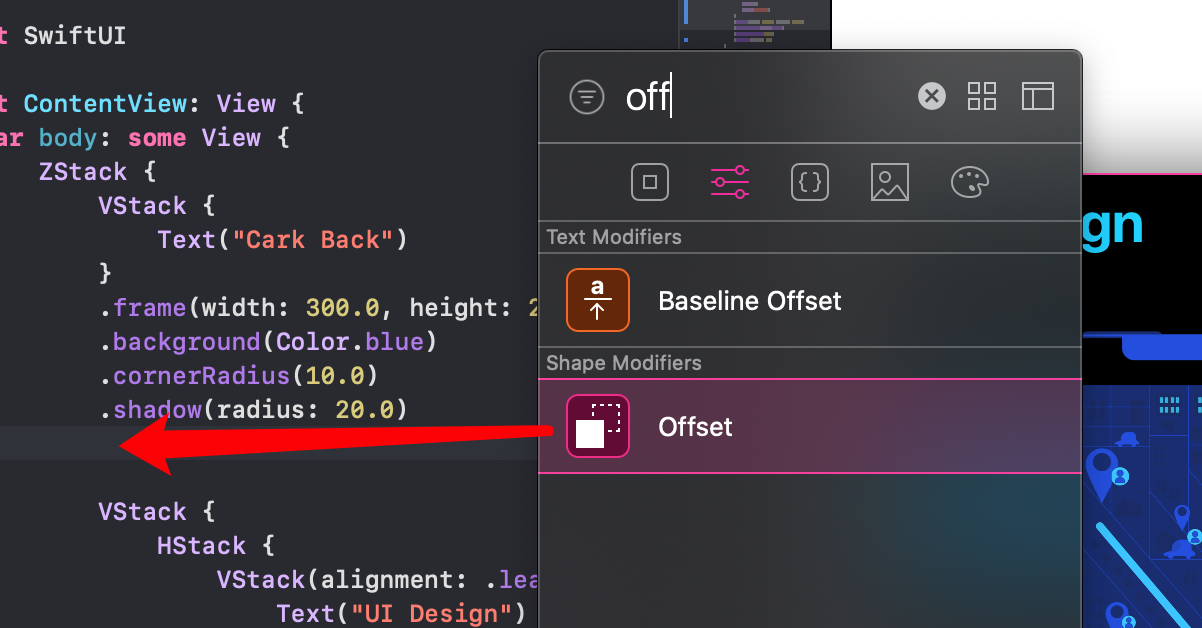 t SwiftUI
t ContentView: View {
ar body: some View {
ZStack {
VStack {
Text("Cark Back")
}
.frame(width: 300.0, height: 2
.background(Color.blue)
.cornerRadius(10.0)
.shadow(radius: 20.0)
VStack {
HStack {
VStack(alignment: .lea
Text("UI Design")
off
Text Modifiers
a
Baseline Offset
Shape Modifiers
Offset
gn